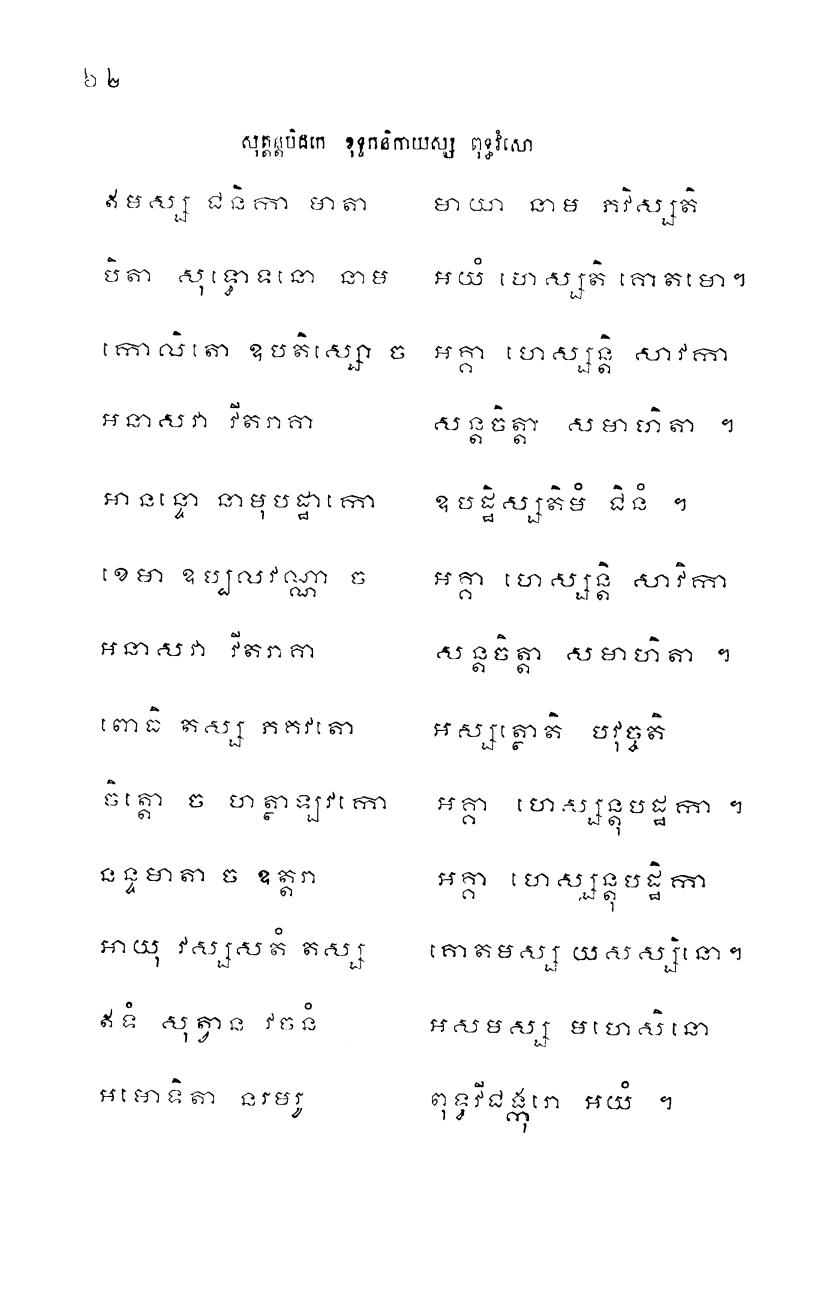 ៦២
សុត្តន្តបិដកេ ខុទ្ទកនិកាយស្ស ពុទ្ធវំសោ
ឥមស្ស ជនិកា មាតា មាយា នាម ភវិស្សតិ
បិតា សុទ្ធោទនោ នាម អយំ ហេស្សតិ គោតមោ។
កោលិតោ ឧបតិស្សោ ច អគ្គា ហេស្សន្តិ សាវកា
អនាសវា វីតរាគា សន្តចិត្តា សមាហិតា ។
អានន្ទោ នាមុបដ្ឋាកោ ឧបដ្ឋិស្សតិមំ ជិនំ ។
ខេមា ឧប្បលវណ្ណា ច អគ្គា ហេស្សន្តិ សាវិកា
អនាសវា វីតរាគា សន្តចិត្តា សមាហិតា ។
ពោធិ តស្ស ភគវតោ អស្សត្ថោតិ បវុច្ចតិ
ចិត្តោ ច ហត្ថាឡ្បវកោ អគ្គា ហេស្សន្តុបដ្ឋកា ។
នន្ទមាតា ច ឧត្តរា អគ្គា ហេស្សន្តុបដ្ឋិកា
អាយុ វស្សសតំ តស្ស គោតមស្ស យសស្សិនោ។
ឥទំ សុត្វាន វចនំ អសមស្ស មហេសិនោ
អមោទិតា នរមរូ ពុទ្ធវីជង្កុរោ អយំ ។